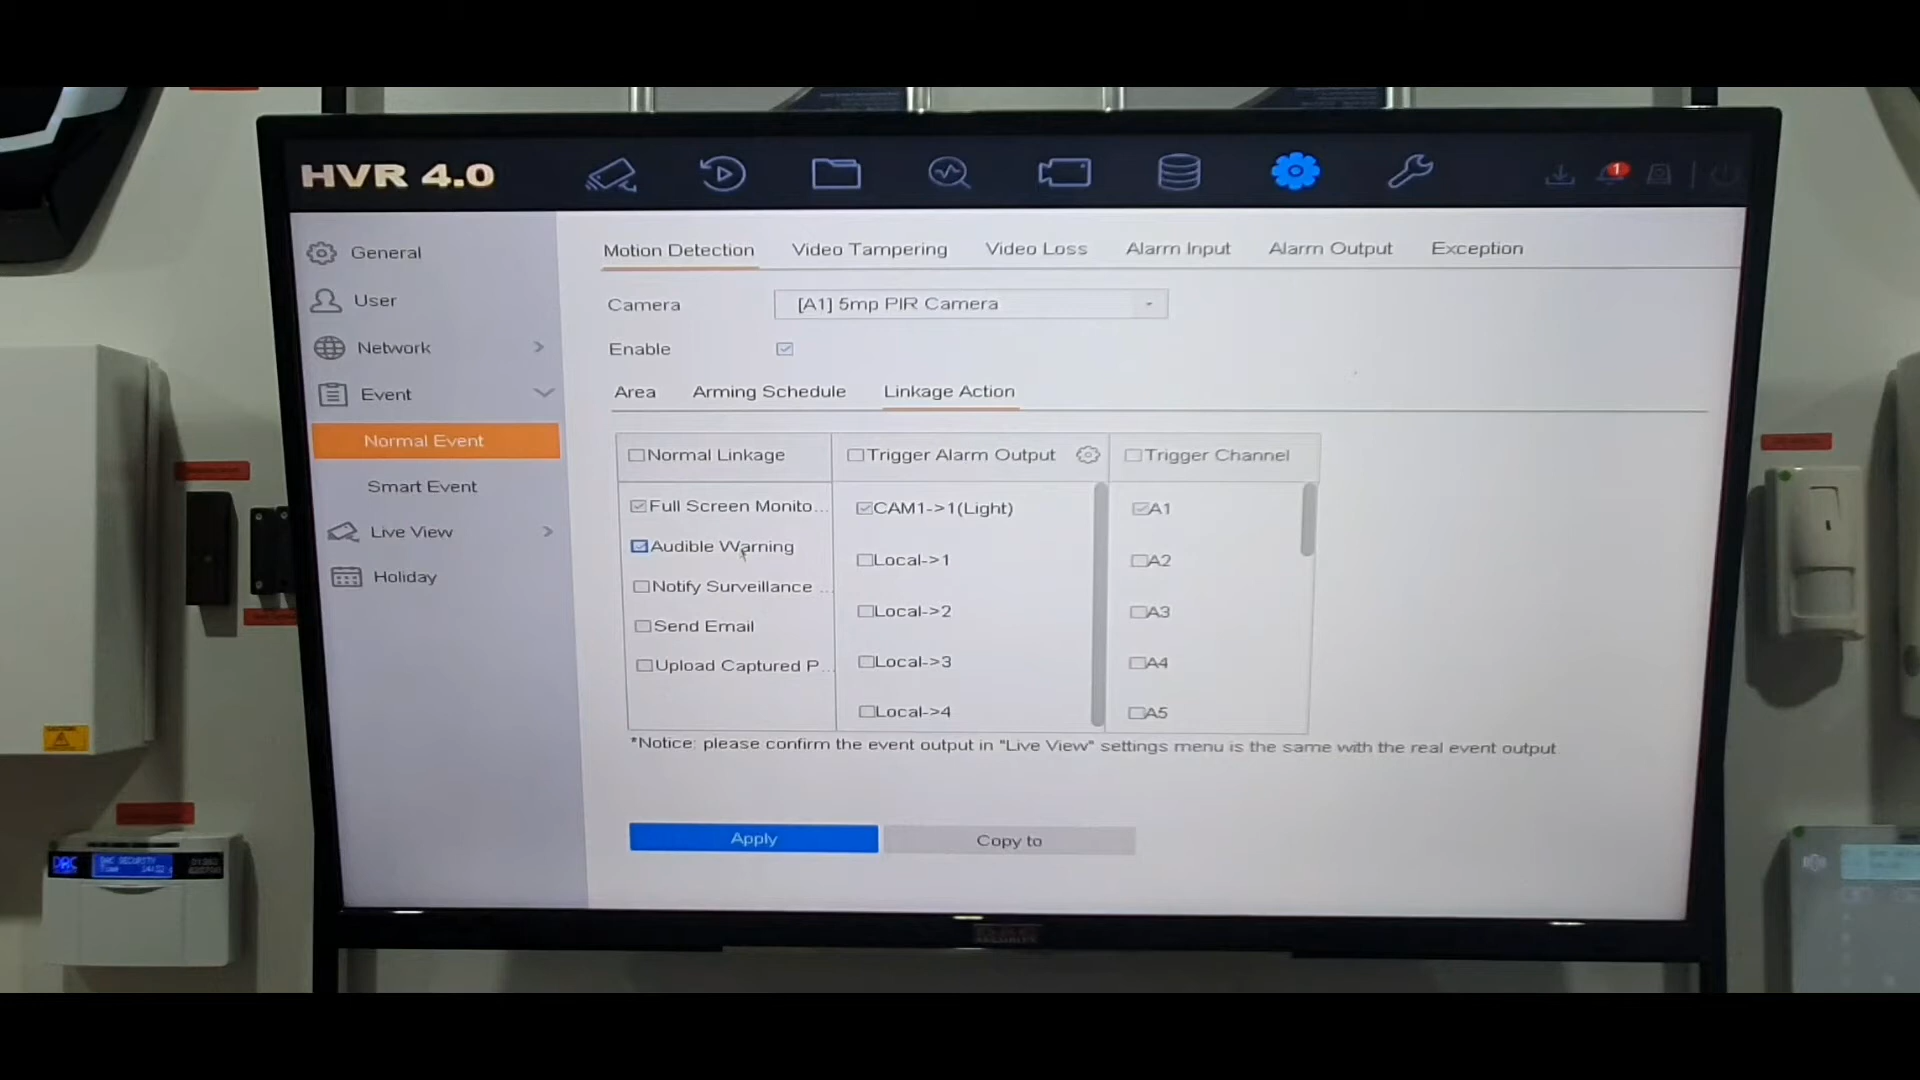 HVR 4.0
1
General
User
Network
Event
Normal Event
Smart Event
Live View
Holiday
Motion Detection Video Tampering Video Loss Alarm Input Alarm Output Exception
Camera [A1] 5mp PIR Camera
Enable
Area Arming Schedule Linkage Action
Normal Linkage Trigger Alarm Output Trigger Channel
Full Screen Monito... CAM1->1(Light) A1
Audible Warning Local->1 A2
Notify Surveillance ... Local->2 A3
Send Email Local->3 A4
Upload Captured P... Local->4 A5
*Notice: please confirm the event output in "Live View" settings menu is the same with the real event output
Apply Copy to
DAC SECURITY
Time